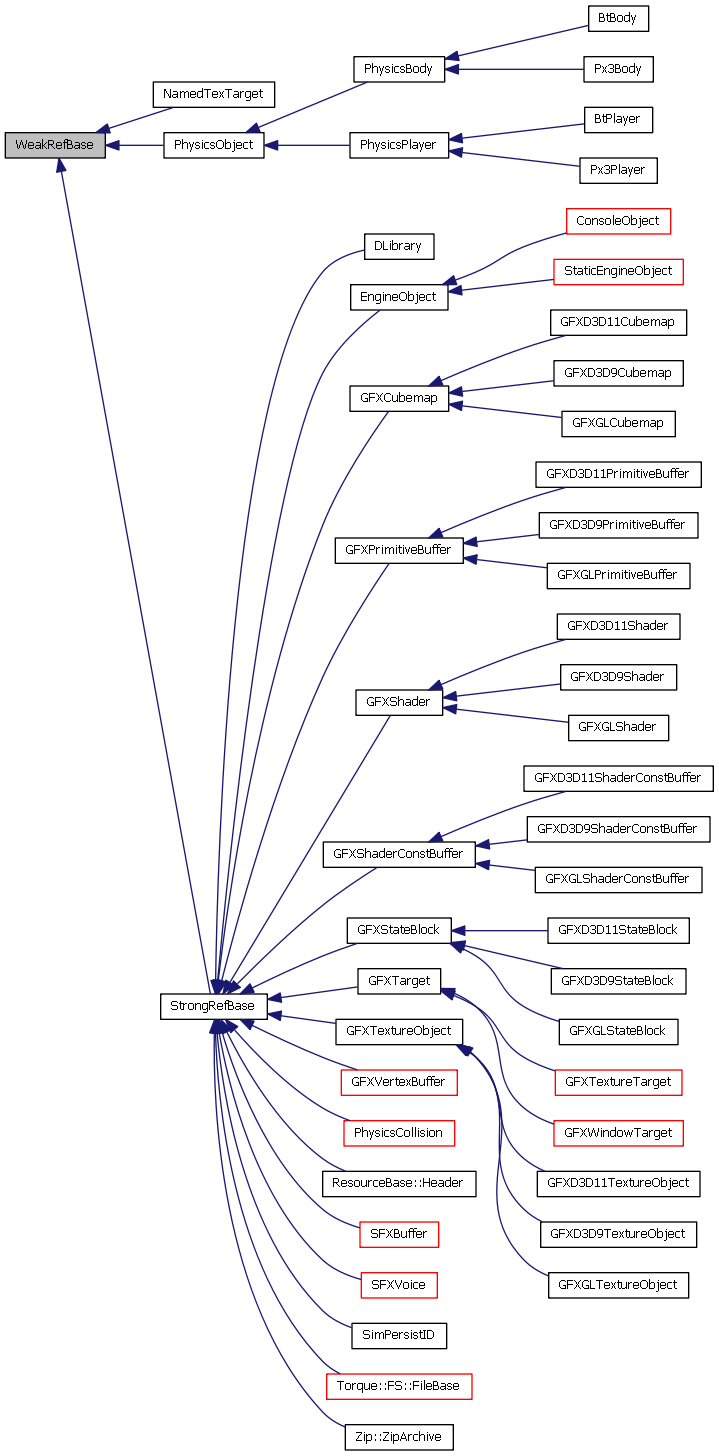 BtBody
PhysicsBody
Px3Body
NamedTexTarget
BtPlayer
WeakRefBase
PhysicsObject
PhysicsPlayer
Px3Player
ConsoleObject
DLibrary
StaticEngineObject
EngineObject
GFXD3D11Cubemap
GFXD3D9Cubemap
GFXCubemap
GFXGLCubemap
GFXD3D11PrimitiveBuffer
GFXD3D9PrimitiveBuffer
GFXPrimitiveBuffer
GFXGLPrimitiveBuffer
GFXD3D11Shader
GFXD3D9Shader
GFXShader
GFXGLShader
GFXD3D11ShaderConstBuffer
GFXD3D9ShaderConstBuffer
GFXShaderConstBuffer
GFXGLShaderConstBuffer
GFXStateBlock
GFXD3D11StateBlock
GFXTarget
GFXD3D9StateBlock
StrongRefBase
GFXTextureObject
GFXGLStateBlock
GFXVertexBuffer
GFXTextureTarget
PhysicsCollision
GFXWindowTarget
ResourceBase::Header
GFXD3D11TextureObject
SFXBuffer
GFXD3D9TextureObject
SFXVoice
GFXGLTextureObject
SimPersistID
Torque::FS::FileBase
Zip::ZipArchive